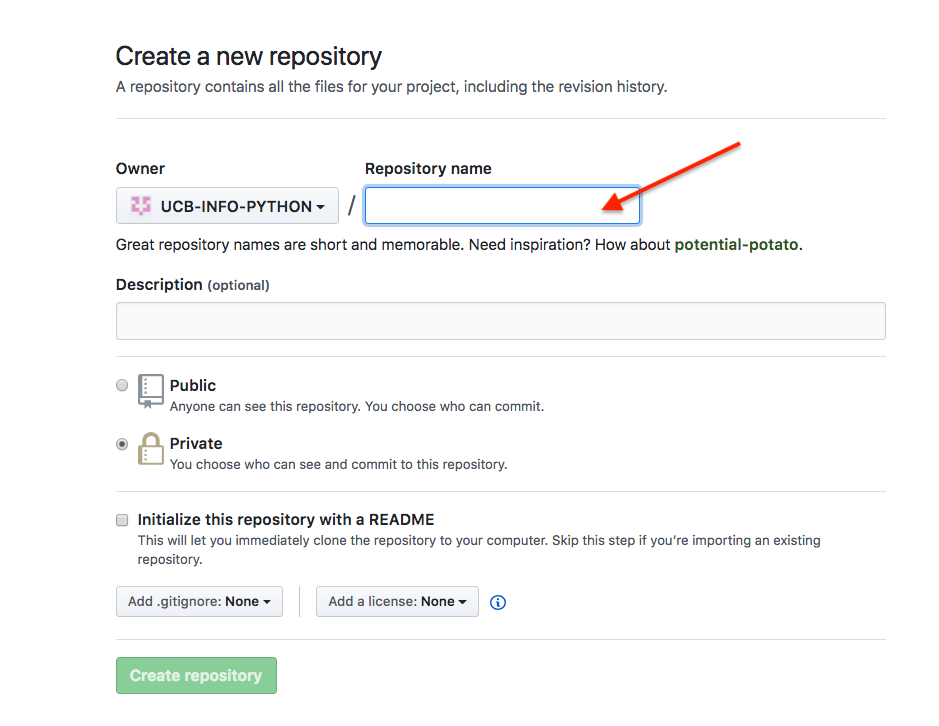 Create a new repository
A repository contains all the files for your project, including the revision history.
Owner
Repository name
UCB-INFO-PYTHON
/
Great repository names are short and memorable. Need inspiration? How about potential-potato.
Description (optional)
Public
Anyone can see this repository. You choose who can commit.
Private
You choose who can see and commit to this repository.
Initialize this repository with a README
This will let you immediately clone the repository to your computer. Skip this step if you’re importing an existing
repository.
Add .gitignore: None
Add a license: None
Create repository